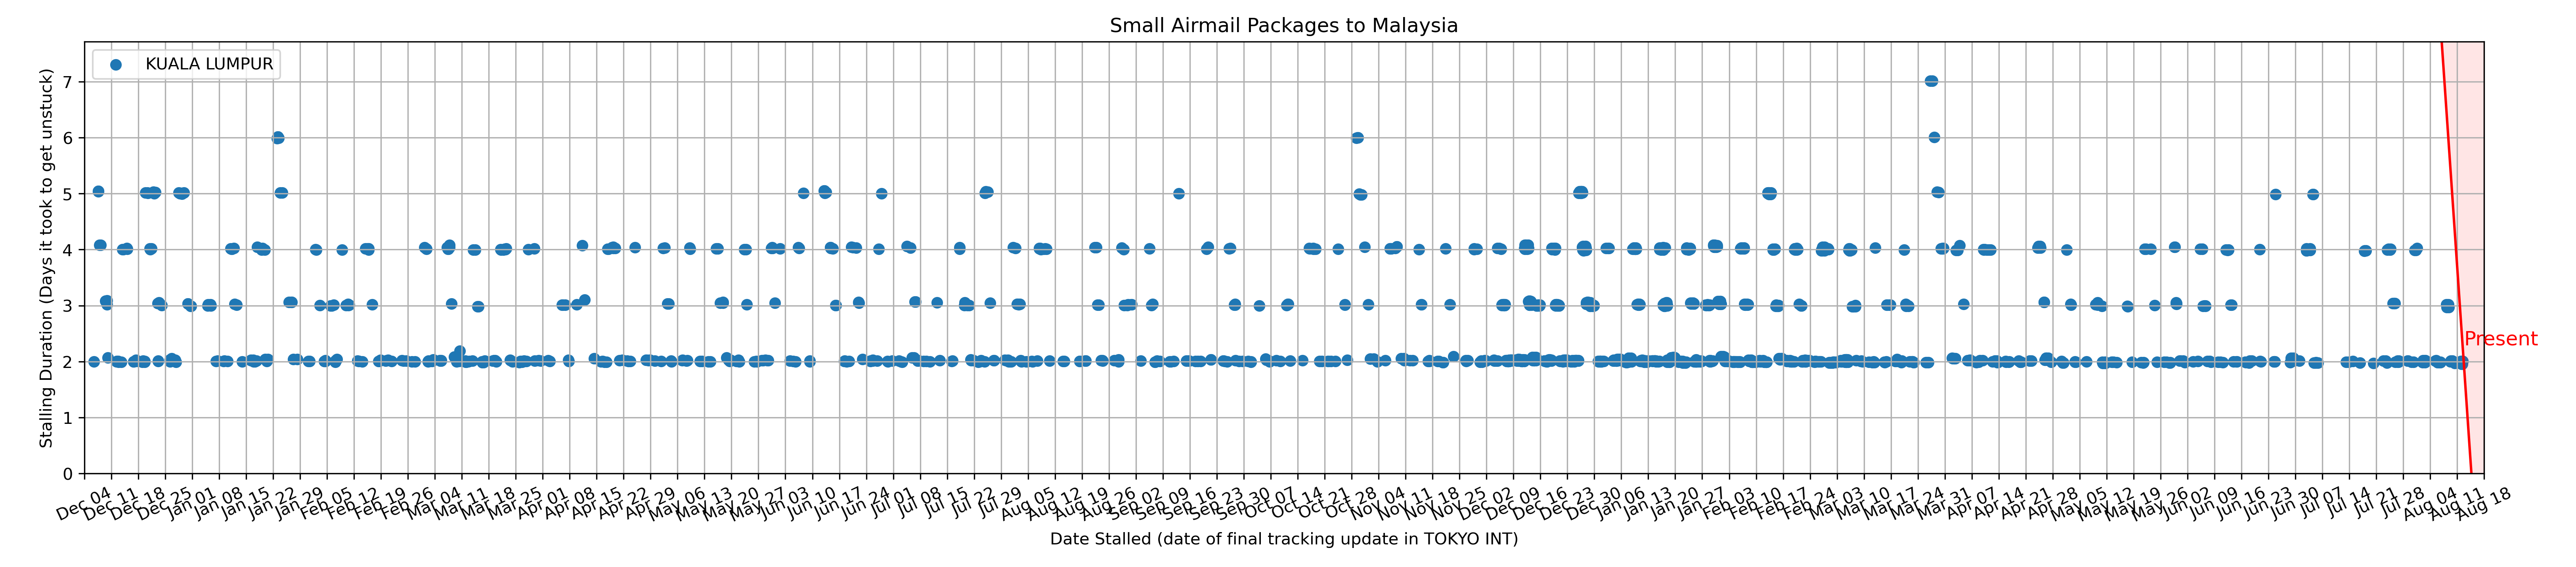 Small Airmail Packages to Malaysia
KUALA LUMPUR
Stalling Duration (Days it took to get unstuck)
7
6
5
4
3
2
1
0
Present
Dec 04
Dec 11
Dec 18
Dec 25
Jan 01
Jan 08
Jan 15
Jan 22
Jan 29
Feb 05
Feb 12
Feb 19
Feb 26
Mar 04
Mar 11
Mar 18
Mar 25
Apr 01
Apr 08
Apr 15
Apr 22
Apr 29
May 06
May 13
May 20
May 27
Jun 03
Jun 10
Jun 17
Jun 24
Jul 01
Jul 08
Jul 15
Jul 22
Jul 29
Aug 05
Aug 12
Aug 19
Aug 26
Sep 02
Sep 09
Sep 16
Sep 23
Sep 30
Oct 07
Oct 14
Oct 21
Oct 28
Nov 04
Nov 11
Nov 18
Nov 25
Dec 02
Dec 09
Dec 16
Dec 23
Dec 30
Jan 06
Jan 13
Jan 20
Jan 27
Feb 03
Feb 10
Feb 17
Feb 24
Mar 03
Mar 10
Mar 17
Mar 24
Mar 31
Apr 07
Apr 14
Apr 21
Apr 28
May 05
May 12
May 19
May 26
Jun 02
Jun 09
Jun 16
Jun 23
Jun 30
Jul 07
Jul 14
Jul 21
Jul 28
Aug 04
Aug 11
Aug 18
Date Stalled (date of final tracking update in TOKYO INT)